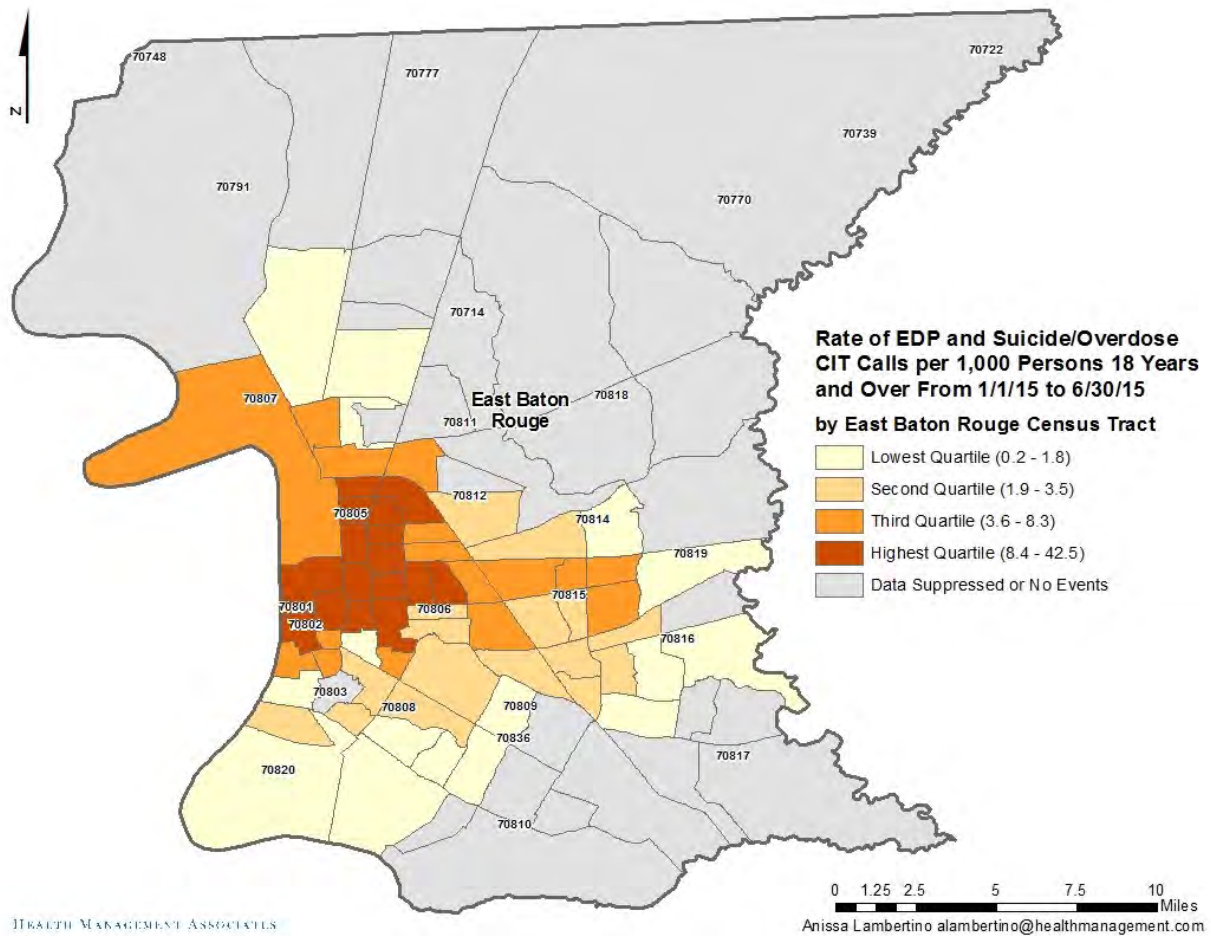 70748
70722
70777
N
70739
70791
70770
70714
Rate of EDP and Suicide/Overdose
CIT Calls per 1,000 Persons 18 Years
and Over From 1/1/15 to 6/30/15
by East Baton Rouge Census Tract
Lowest Quartile (0.2 - 1.8)
Second Quartile (1.9 - 3.5)
Third Quartile (3.6 - 8.3)
Highest Quartile (8.4 - 42.5)
Data Suppressed or No Events
70807
East Baton
Rouge
70818
70811
70812
70805
70814
70819
70815
70801
70806
70802
70816
70803
70808
70809
70836
70817
70820
70810
0 1.25 2.5 5 7.5 10
Miles
HEALTH MANAGEMENT ASSOCIATES
Anissa Lambertino alambertino@healthmanagement.com